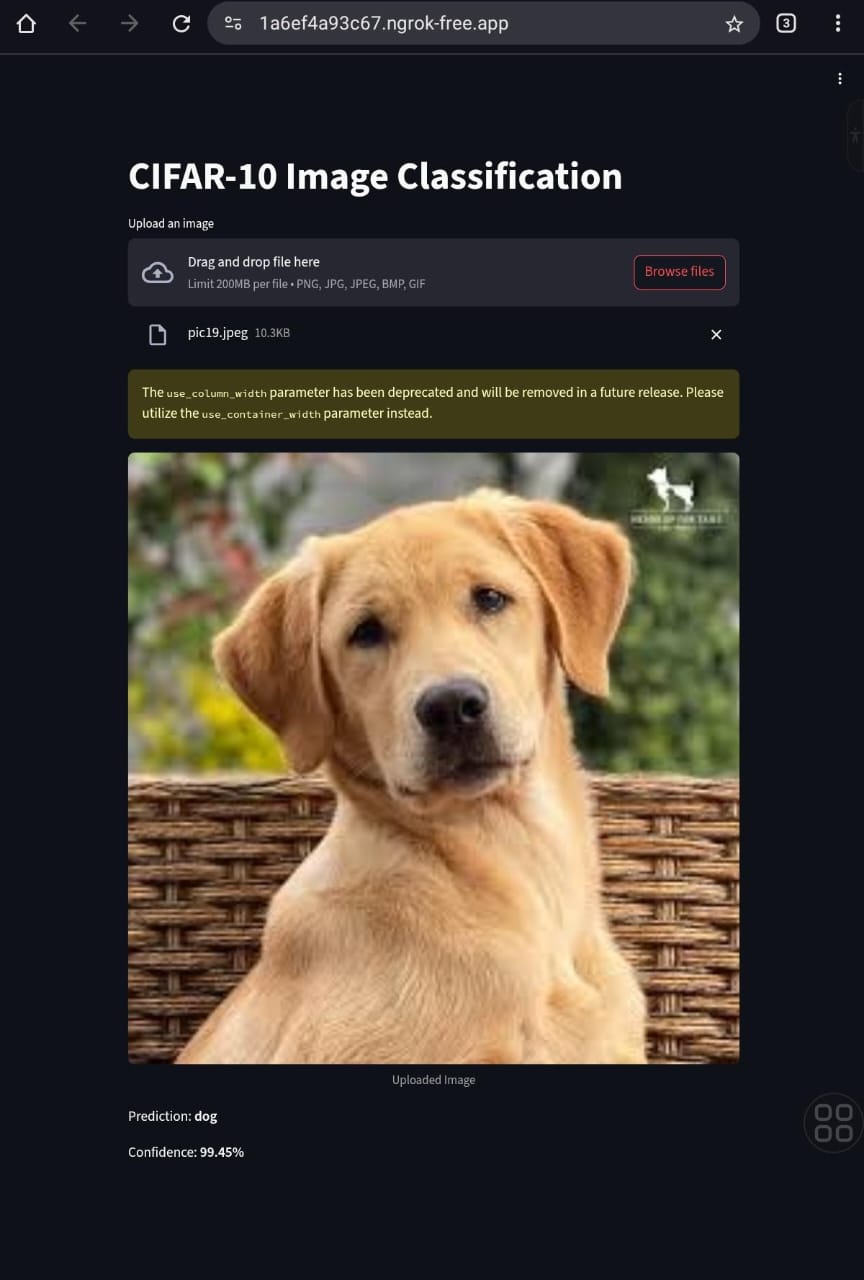 1a6ef4a93c67.ngrok-free.app
3
CIFAR-10 Image Classification
Upload an image
Drag and drop file here
Limit 200MB per file • PNG, JPG, JPEG, BMP, GIF
Browse files
pic19.jpeg 10.3KB
The use_column_width parameter has been deprecated and will be removed in a future release. Please
utilize the use_container_width parameter instead.
Uploaded Image
Prediction: dog
Confidence: 99.45%